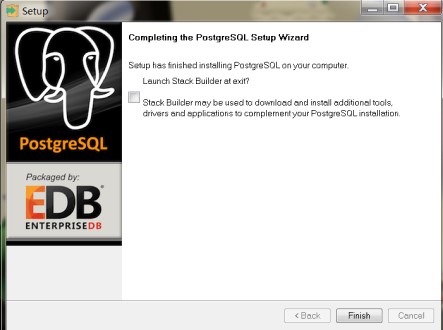 Setup
Completing the PostgreSQL Setup Wizard
Setup has finished installing PostgreSQL on your computer.
Launch Stack Builder at exit?
Stack Builder may be used to download and install additional tools,
drivers and applications to complement your PostgreSQL installation.
PostgreSQL
Packaged by:
EDB
ENTERPRISEDB
< Back
Finish
Cancel